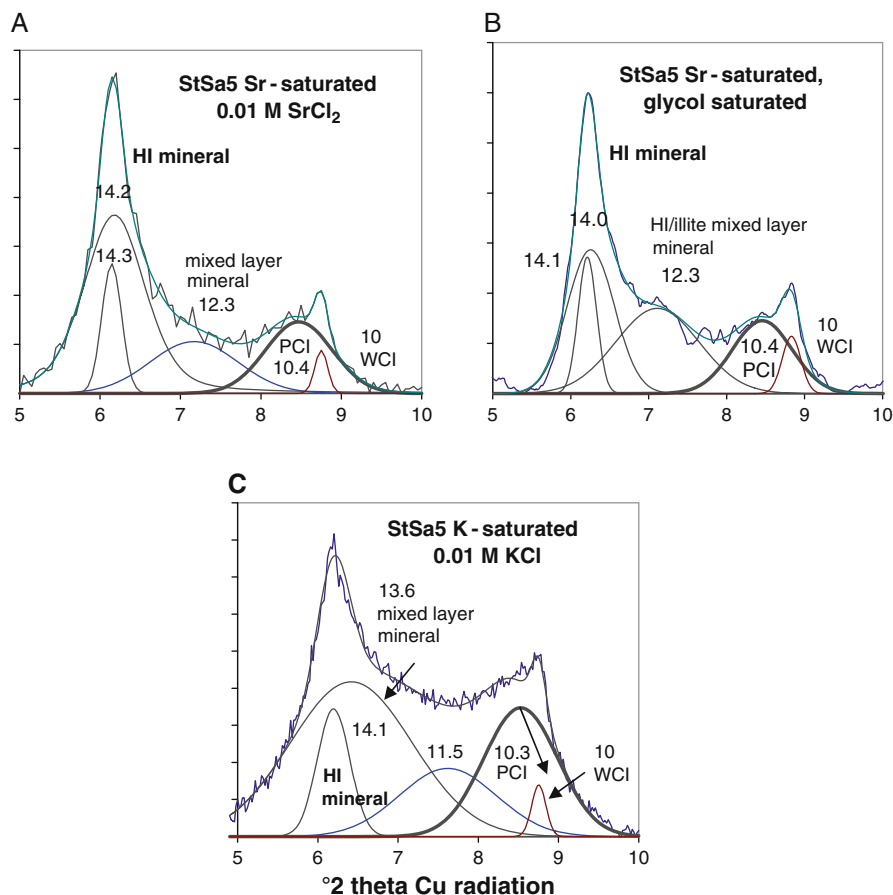 A
StSa5 Sr - saturated
0.01 M SrCl₂
HI mineral
14.2
14.3
mixed layer
mineral
12.3
PCI
10.4
10
WCI
5 6 7 8 9 10
B
StSa5 Sr - saturated,
glycol saturated
HI mineral
14.0
14.1
HI/illite mixed layer
mineral
12.3
10.4
PCI
10
WCI
5 6 7 8 9 10
C
StSa5 K - saturated
0.01 M KCl
13.6
mixed layer
mineral
14.1
HI
mineral
11.5
10.3
PCI
10
WCI
5 6 7 8 9 10
°2 theta Cu radiation